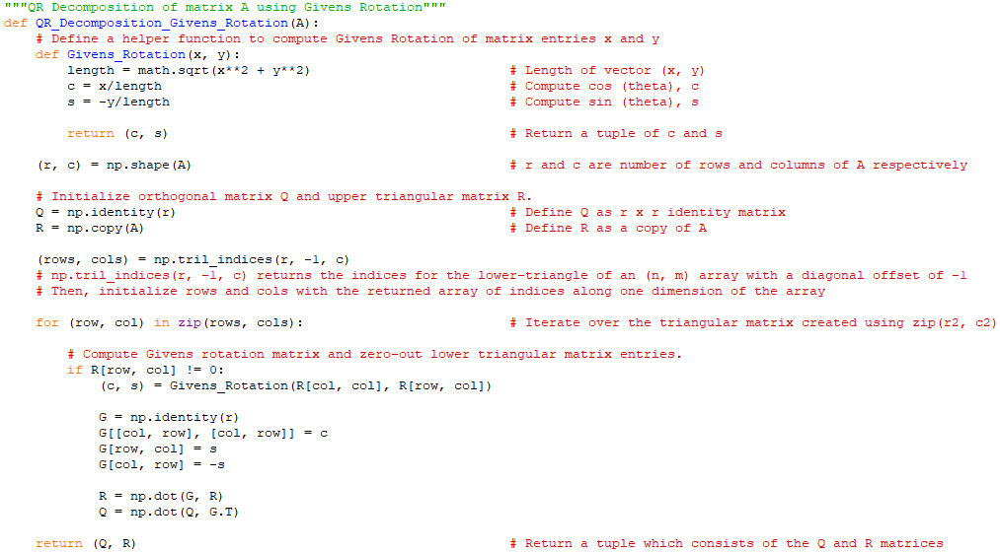 """QR Decomposition of matrix A using Givens Rotation"""
def QR_Decomposition_Givens_Rotation(A):
# Define a helper function to compute Givens Rotation of matrix entries x and y
def Givens_Rotation(x, y):
length = math.sqrt(x**2 + y**2) # Length of vector (x, y)
c = x/length # Compute cos (theta), c
s = -y/length # Compute sin (theta), s
return (c, s) # Return a tuple of c and s
(r, c) = np.shape(A) # r and c are number of rows and columns of A respectively
# Initialize orthogonal matrix Q and upper triangular matrix R.
Q = np.identity(r) # Define Q as r x r identity matrix
R = np.copy(A) # Define R as a copy of A
(rows, cols) = np.tril_indices(r, -1, c)
# np.tril_indices(r, -1, c) returns the indices for the lower-triangle of an (n, m) array with a diagonal offset of -1
# Then, initialize rows and cols with the returned array of indices along one dimension of the array
for (row, col) in zip(rows, cols): # Iterate over the triangular matrix created using zip(r2, c2)
# Compute Givens rotation matrix and zero-out lower triangular matrix entries.
if R[row, col] != 0:
(c, s) = Givens_Rotation(R[col, col], R[row, col])
G = np.identity(r)
G[[col, row], [col, row]] = c
G[row, col] = s
G[col, row] = -s
R = np.dot(G, R)
Q = np.dot(Q, G.T)
return (Q, R) # Return a tuple which consists of the Q and R matrices